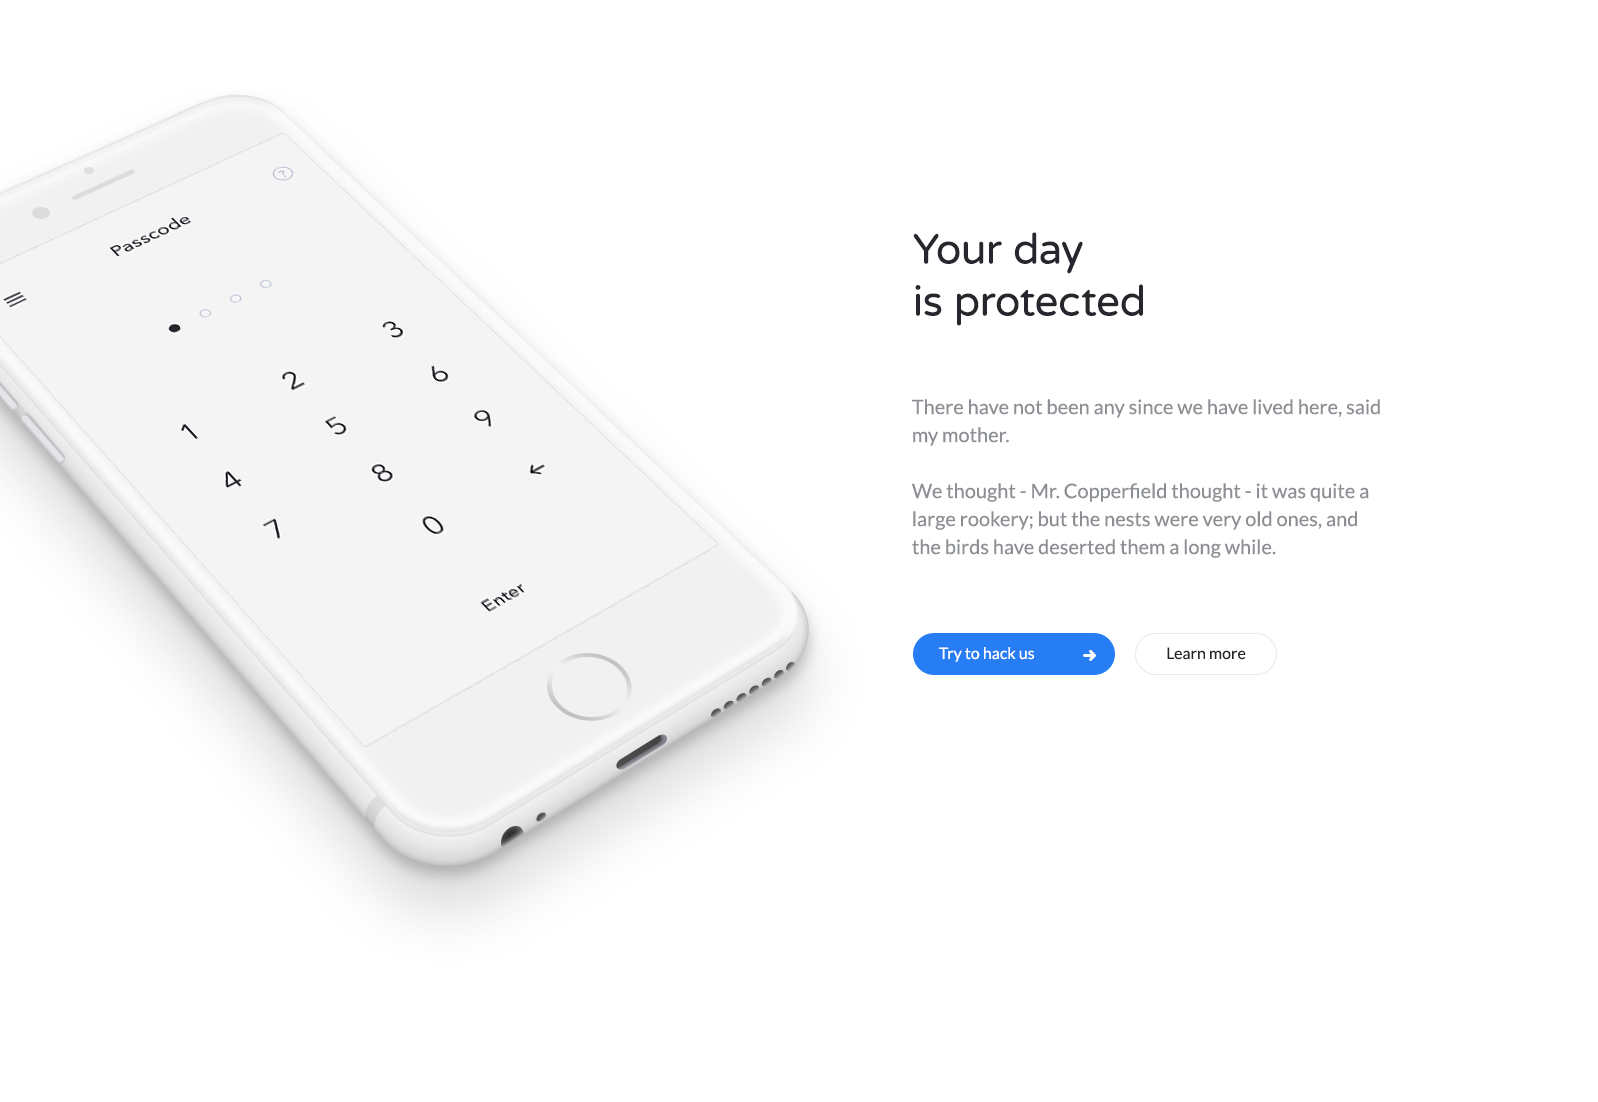 Passcode
?
1 2 3
4 5 6
7 8 9
0
Enter
Your day
is protected
There have not been any since we have lived here, said
my mother.
We thought - Mr. Copperfield thought - it was quite a
large rookery; but the nests were very old ones, and
the birds have deserted them a long while.
Try to hack us
Learn more